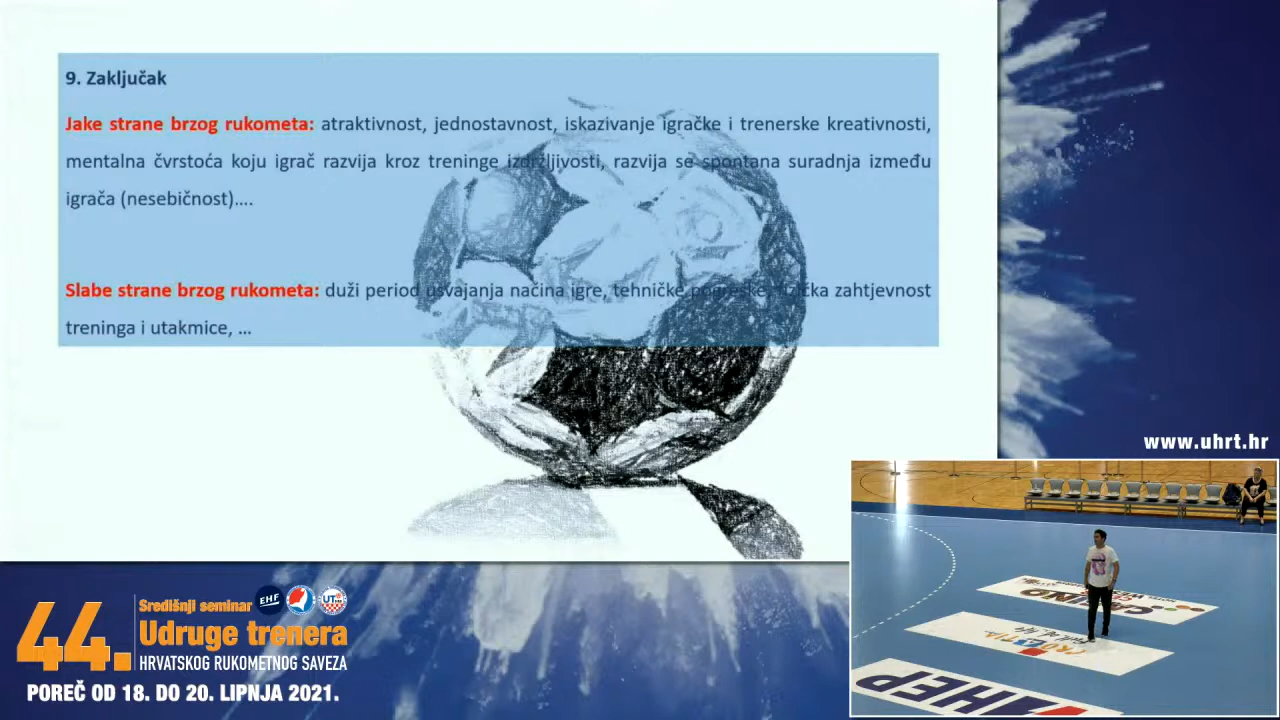 9. Zaključak
Jake strane brzog rukometa: atraktivnost, jednostavnost, iskazivanje igračke i trenerske kreativnosti,
mentalna čvrstoća koju igrač razvija kroz treninge izdržljivosti, razvija se spontana suradnja između
igrača (nesebičnost)....
Slabe strane brzog rukometa: duži period usvajanja načina igre, tehničke pogreške, fizička zahtjevnost
treninga i utakmice, ...
www.uhrt.hr
44.
Središnji seminar
EHF
Udruge trenera
HRVATSKOG RUKOMETNOG SAVEZA
POREČ OD 18. DO 20. LIPNJA 2021.
HEP